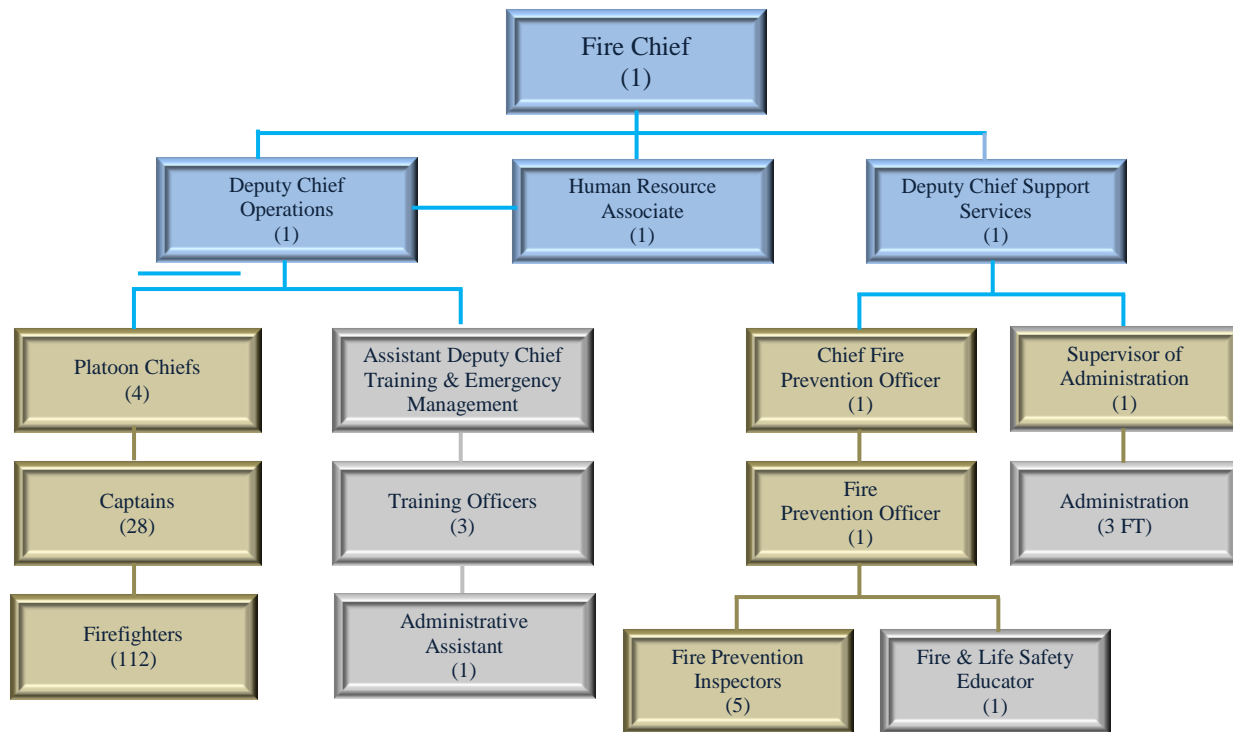 Fire Chief
(1)
Deputy Chief
Operations
(1)
Human Resource
Associate
(1)
Deputy Chief Support
Services
(1)
Platoon Chiefs
(4)
Assistant Deputy Chief
Training & Emergency
Management
Chief Fire
Prevention Officer
(1)
Supervisor of
Administration
(1)
Captains
(28)
Training Officers
(3)
Fire
Prevention Officer
(1)
Administration
(3 FT)
Firefighters
(112)
Administrative
Assistant
(1)
Fire Prevention
Inspectors
(5)
Fire & Life Safety
Educator
(1)